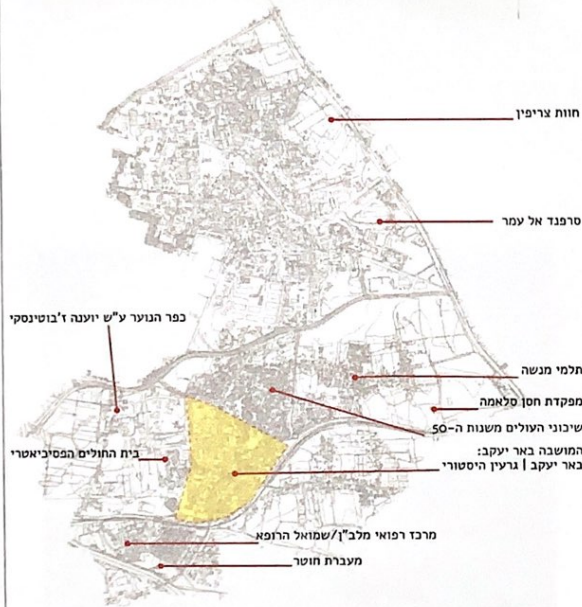 חוות צריפין
סרפנד אל עמר
כפר הנוער ע"ש יוענה ז'בוטינסקי
תלמי מנשה
מפקדת חסן סלאמה
שיכוני העולים משנות ה-50
המושבה באר יעקב:
באר יעקב | גרעין היסטורי
בית החולים הפסיכיאטרי
מרכז רפואי מלב"ן/שמואל הרופא
מעברת חוטר